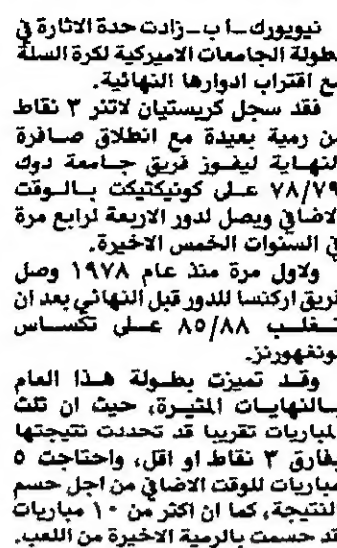 نيويورك_ا ب_زادت حدة الاثارة في
بطولة الجامعات الاميركية لكرة السلة
مع اقتراب ادوارها النهائية.
فقد سجل كريستيان لاتنر ٣ نقاط
من رمية بعيدة مع انطلاق صافرة
النهاية ليفوز فريق جامعة دوك
٧٨/٧٩ على كونيكتيكت بالوقت
الاضافي ويصل لدور الاربعة لرابع مرة
في السنوات الخمس الاخيرة.
ولاول مرة منذ عام ١٩٧٨ وصل
فريق اركنسا للدور قبل النهائي بعد ان
تغلب ٨٥/٨٨ على تكساس
لونغهورنز.
وقد تميزت بطولة هذا العام
بالنهايات المثيرة، حيث ان ثلث
المباريات تقريبا قد تحددت نتيجتها
بفارق ٣ نقاط او اقل، واحتاجت ٥
مباريات للوقت الاضافي من اجل حسم
النتيجة، كما ان اكثر من ١٠ مباريات
قد حسمت بالرمية الاخيرة من اللعب.